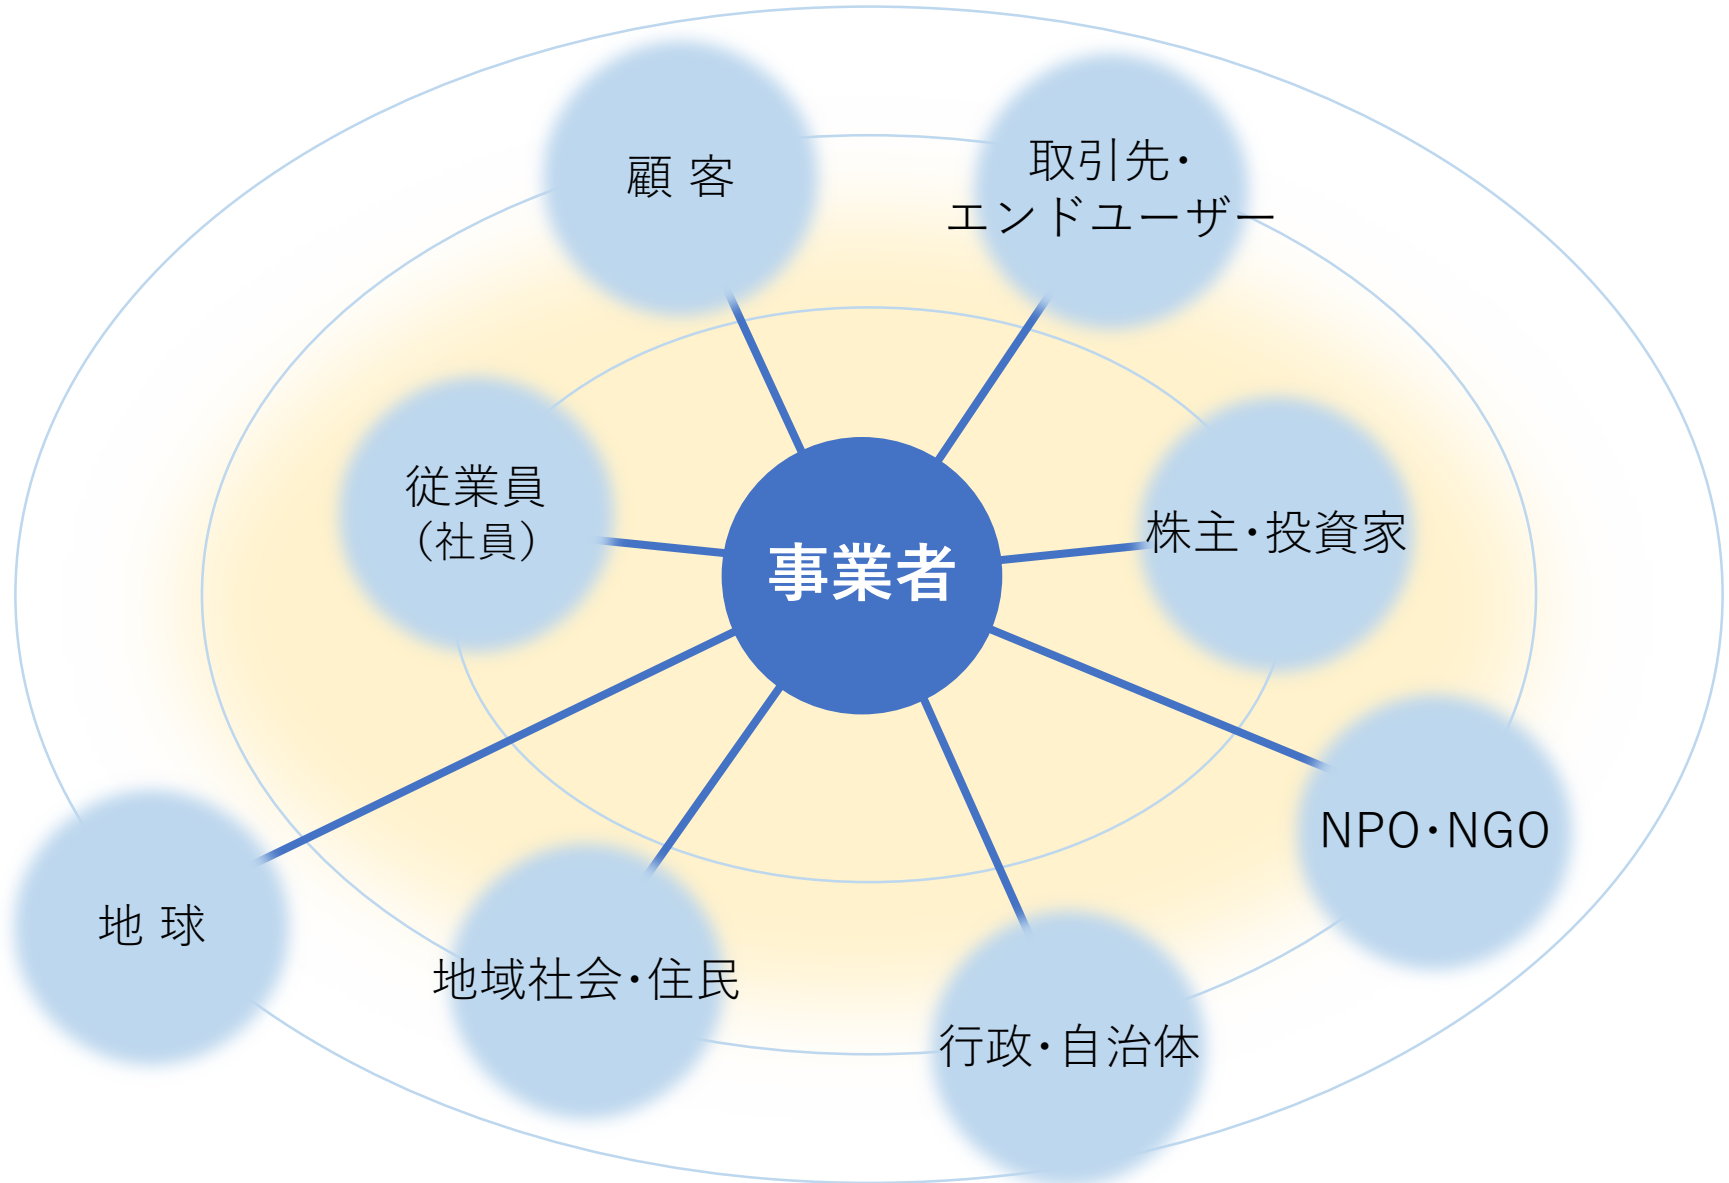 顧 客
取引先・
エンドユーザー
従業員
（社員）
事業者
株主・投資家
NPO・NGO
地 球
地域社会・住民
行政・自治体